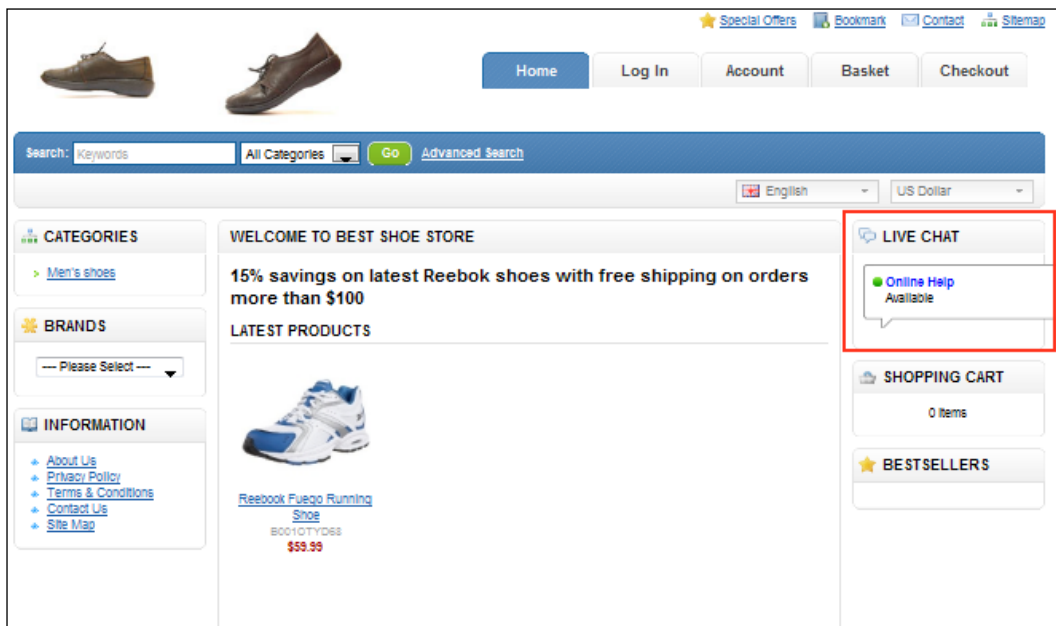 Special Offers Bookmark Contact Sitemap
Home Log In Account Basket Checkout
Search: Keywords All Categories Go Advanced Search
English US Dollar
CATEGORIES
Men's shoes
BRANDS
--- Please Select ---
INFORMATION
About Us
Privacy Policy
Terms & Conditions
Contact Us
Site Map
WELCOME TO BEST SHOE STORE
15% savings on latest Reebok shoes with free shipping on orders
more than $100
LATEST PRODUCTS
Reebook Fuego Running
Shoe
B001OTYD68
$59.99
LIVE CHAT
Online Help
Available
SHOPPING CART
0 items
BESTSELLERS